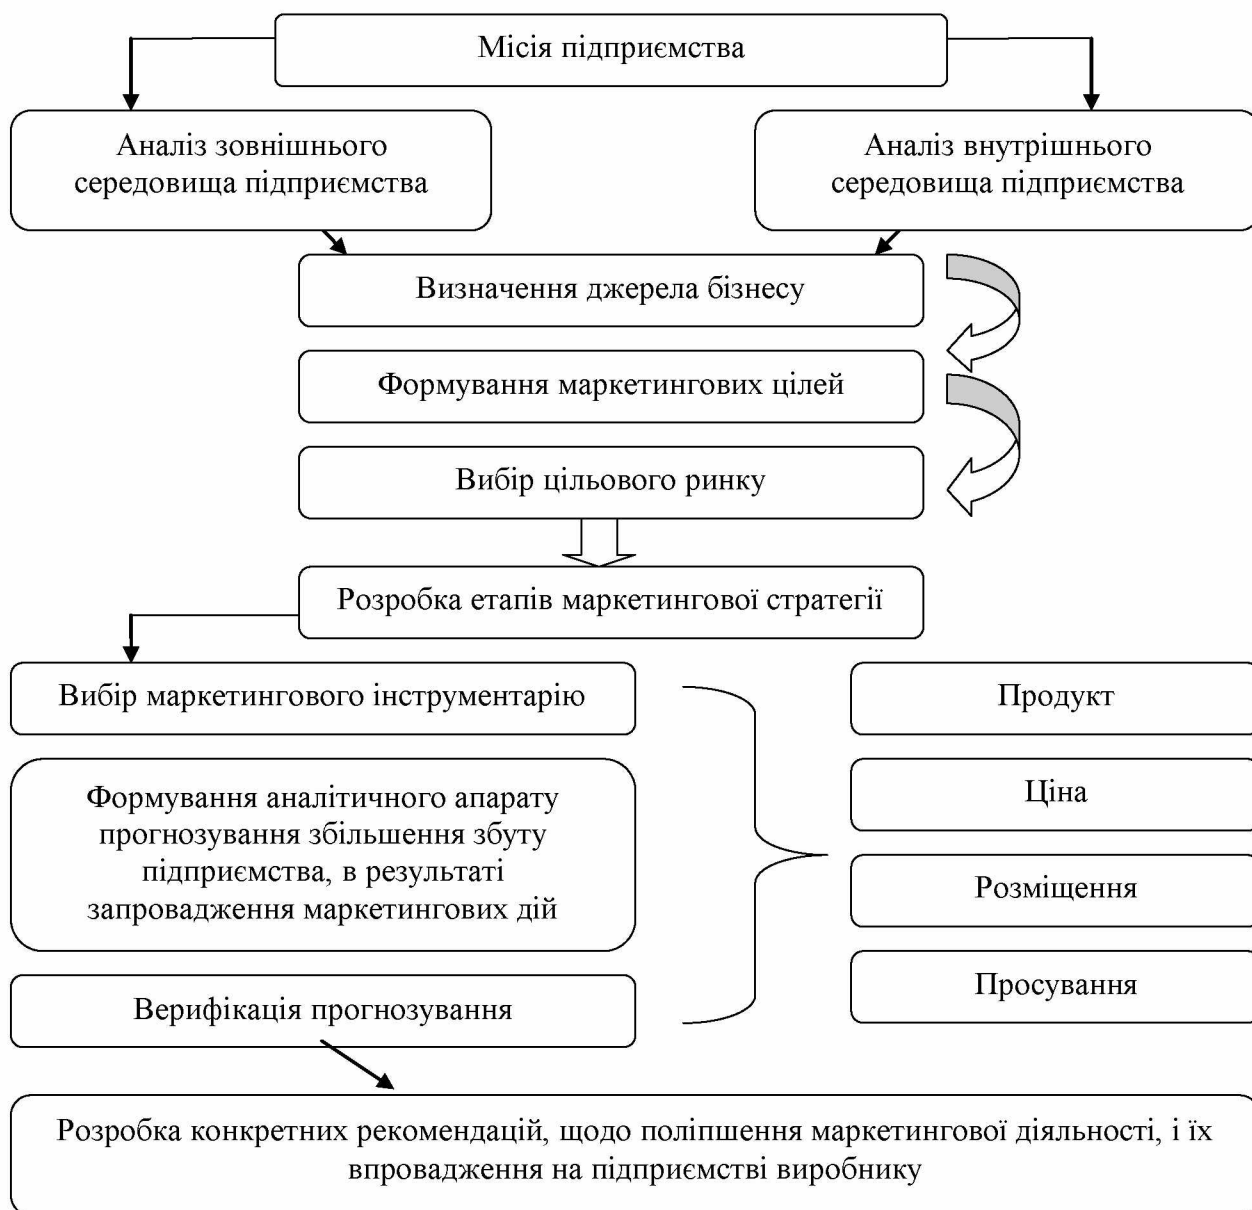 Місія підприємства
Аналіз зовнішнього
середовища підприємства
Аналіз внутрішнього
середовища підприємства
Визначення джерела бізнесу
Формування маркетингових цілей
Вибір цільового ринку
Розробка етапів маркетингової стратегії
Вибір маркетингового інструментарію
Формування аналітичного апарату
прогнозування збільшення збуту
підприємства, в результаті
запровадження маркетингових дій
Верифікація прогнозування
Продукт
Ціна
Розміщення
Просування
Розробка конкретних рекомендацій, щодо поліпшення маркетингової діяльності, і їх
впровадження на підприємстві виробнику